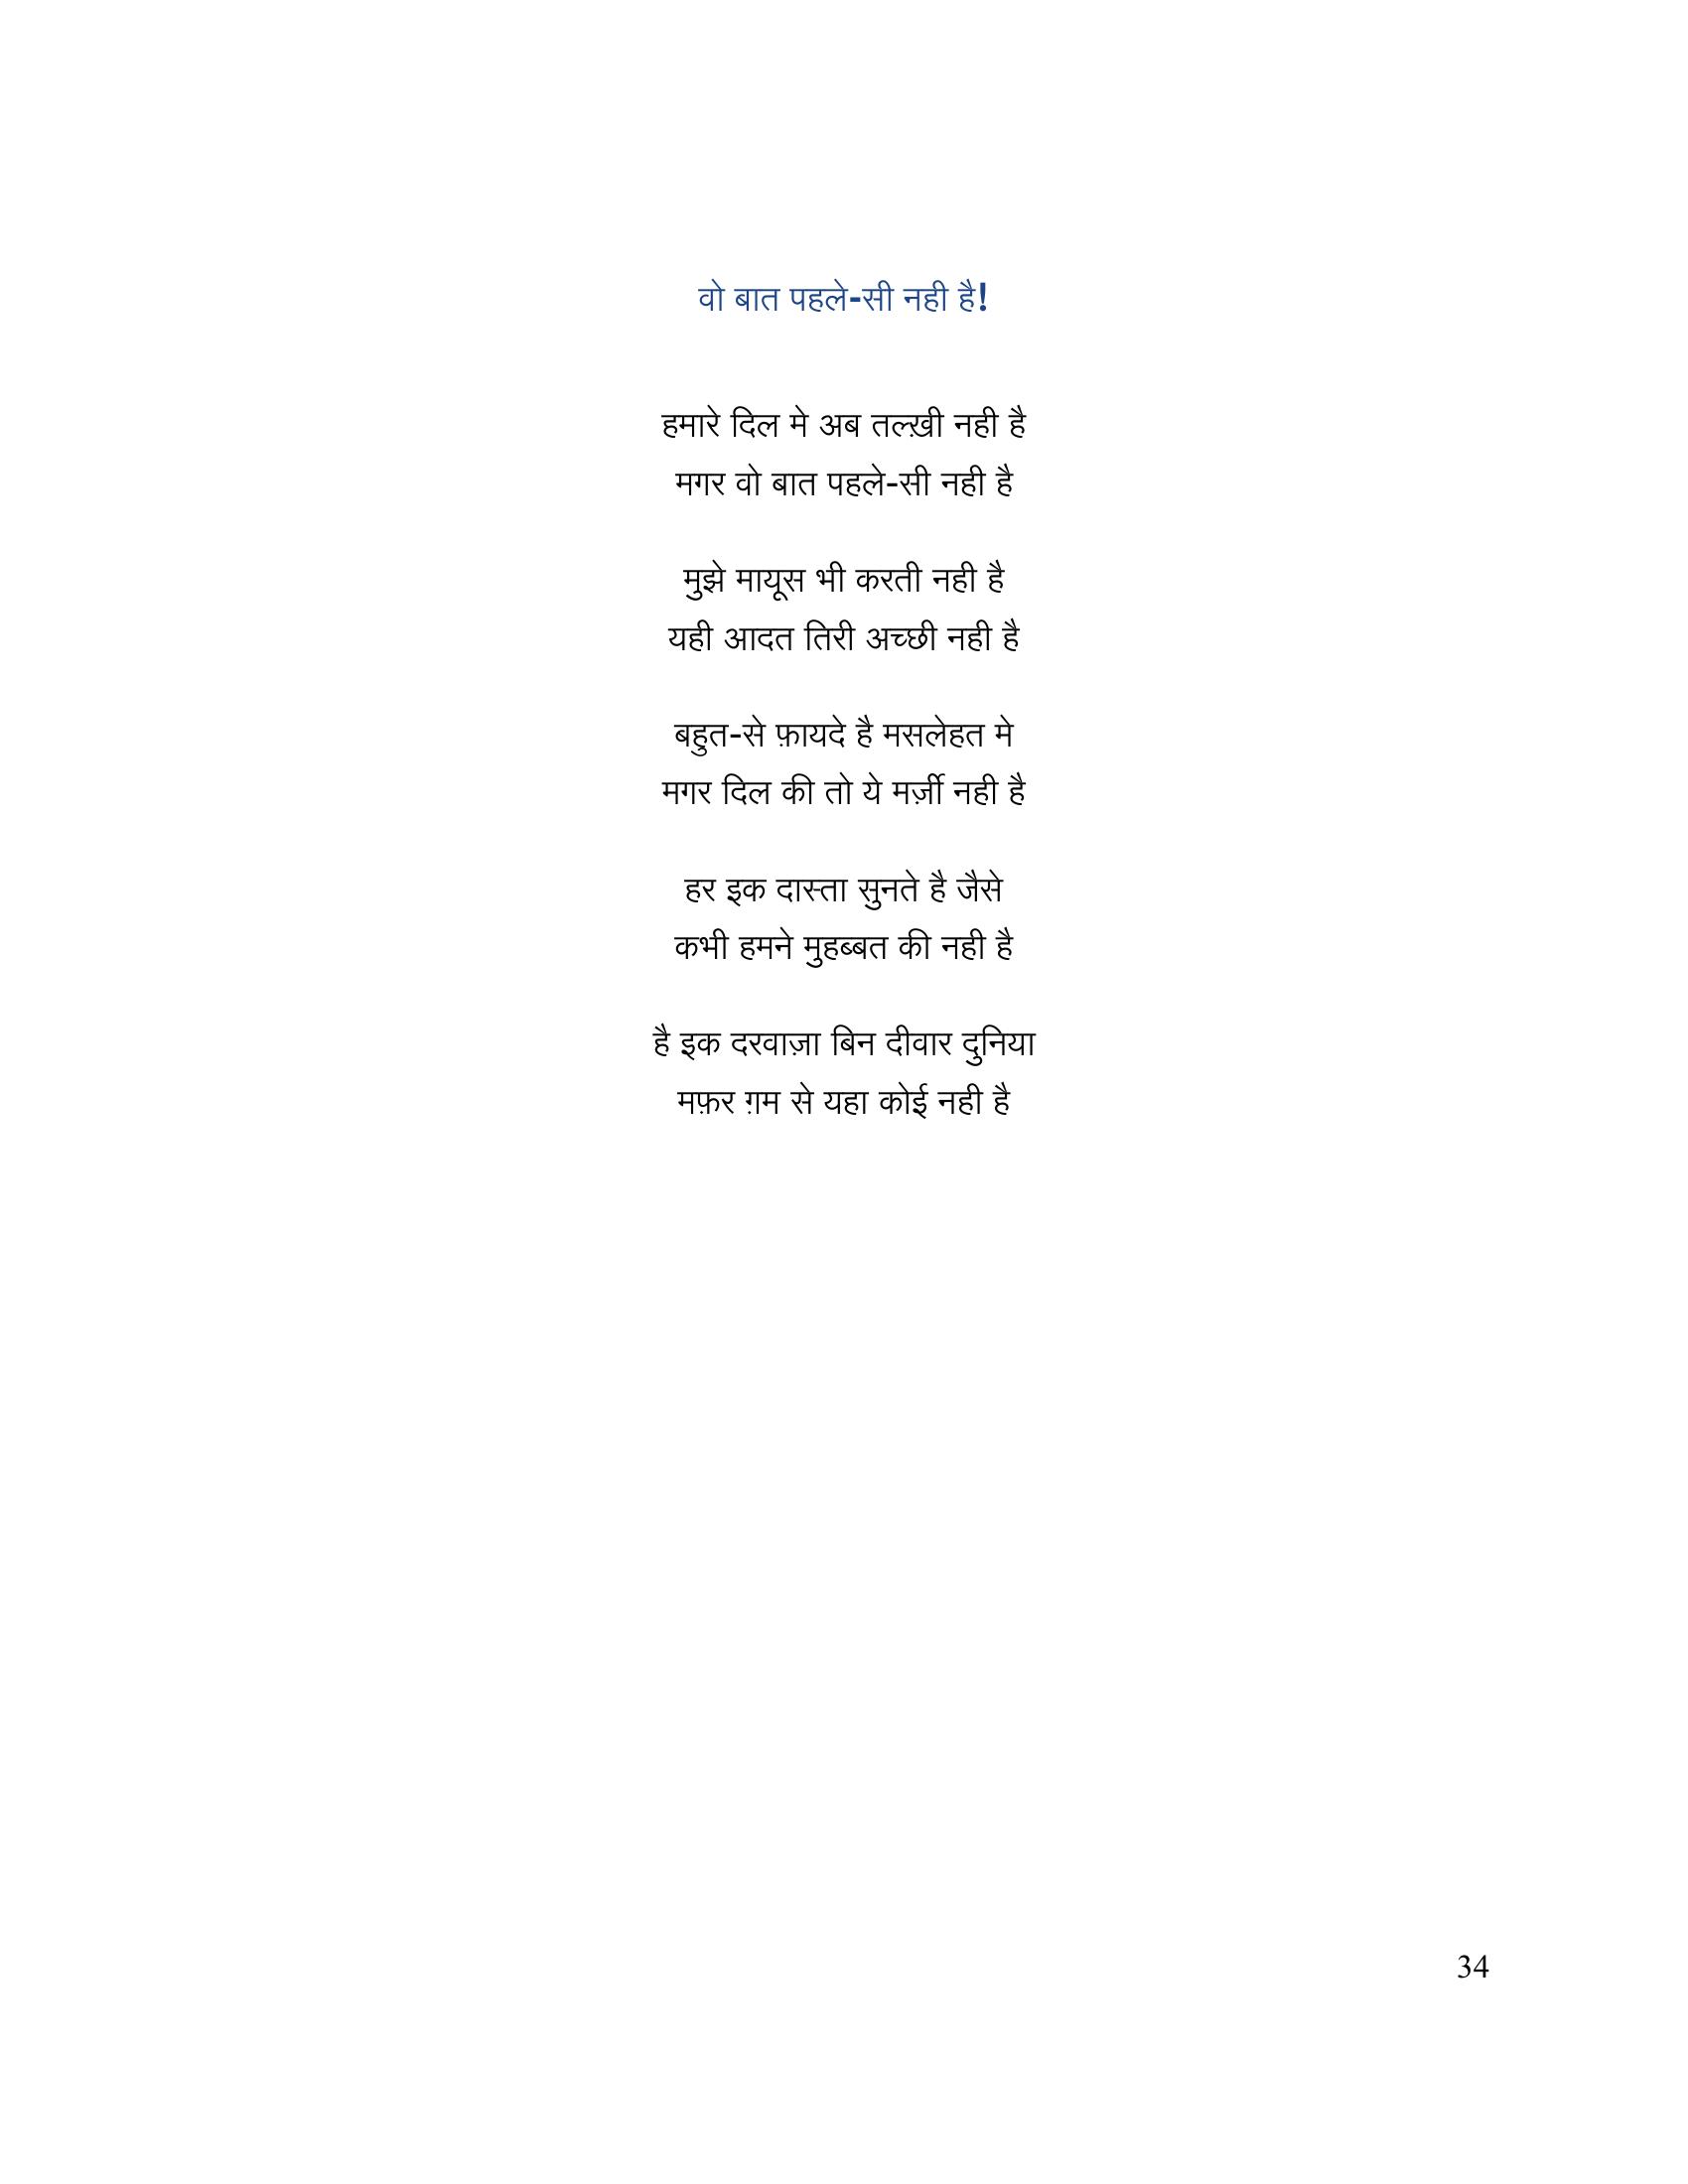 वो बात पहले-सी नही है!
हमारे दिल मे अब तल्ख़ी नही है
मगर वो बात पहले-सी नही है
मुझे मायूस भी करती नही है
यही आदत तिरी अच्छी नही है
बहुत-से फ़ायदे है मसलेहत मे
मगर दिल की तो ये मर्ज़ी नही है
हर इक दास्ता सुनते है जैसे
कभी हमने मुहब्बत की नही है
है इक दरवाज़ा बिन दीवार दुनिया
मफ़र ग़म से यहा कोई नही है
34